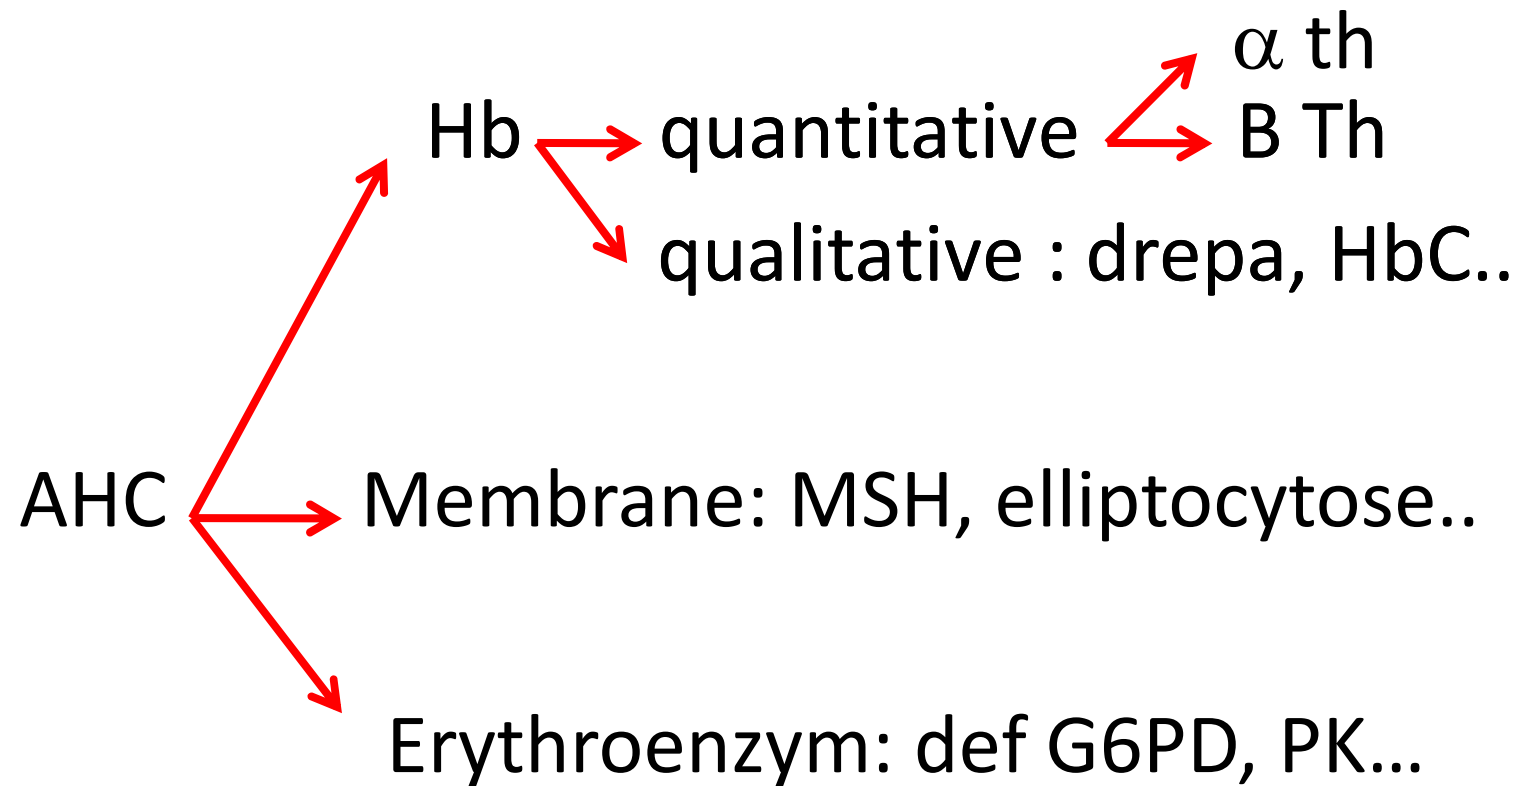 α th
Hb quantitative B Th
qualitative : drepa, HbC..
AHC Membrane: MSH, elliptocytose..
Erythroenzym: def G6PD, PK...